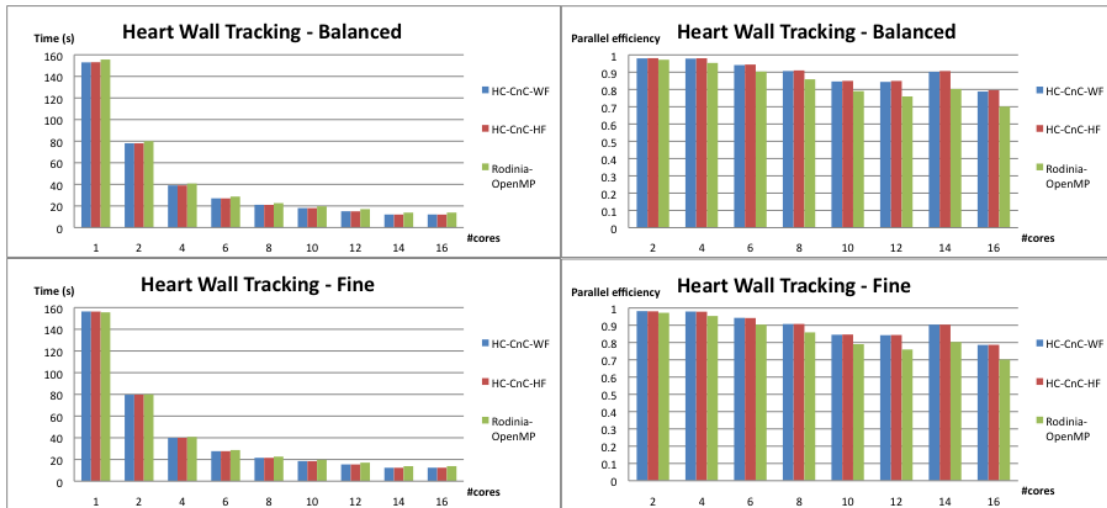 Heart Wall Tracking - Balanced
Time (s)
160
140
120
100
80
60
40
20
0
1 2 4 6 8 10 12 14 16
#cores
HC-CnC-WF
HC-CnC-HF
Rodinia-
OpenMP
Heart Wall Tracking - Balanced
Parallel efficiency
1
0.9
0.8
0.7
0.6
0.5
0.4
0.3
0.2
0.1
0
2 4 6 8 10 12 14 16
#cores
HC-CnC-WF
HC-CnC-HF
Rodinia-
OpenMP
Heart Wall Tracking - Fine
Time (s)
160
140
120
100
80
60
40
20
0
1 2 4 6 8 10 12 14 16
#cores
HC-CnC-WF
HC-CnC-HF
Rodinia-
OpenMP
Heart Wall Tracking - Fine
Parallel efficiency
1
0.9
0.8
0.7
0.6
0.5
0.4
0.3
0.2
0.1
0
2 4 6 8 10 12 14 16
#cores
HC-CnC-WF
HC-CnC-HF
Rodinia-
OpenMP